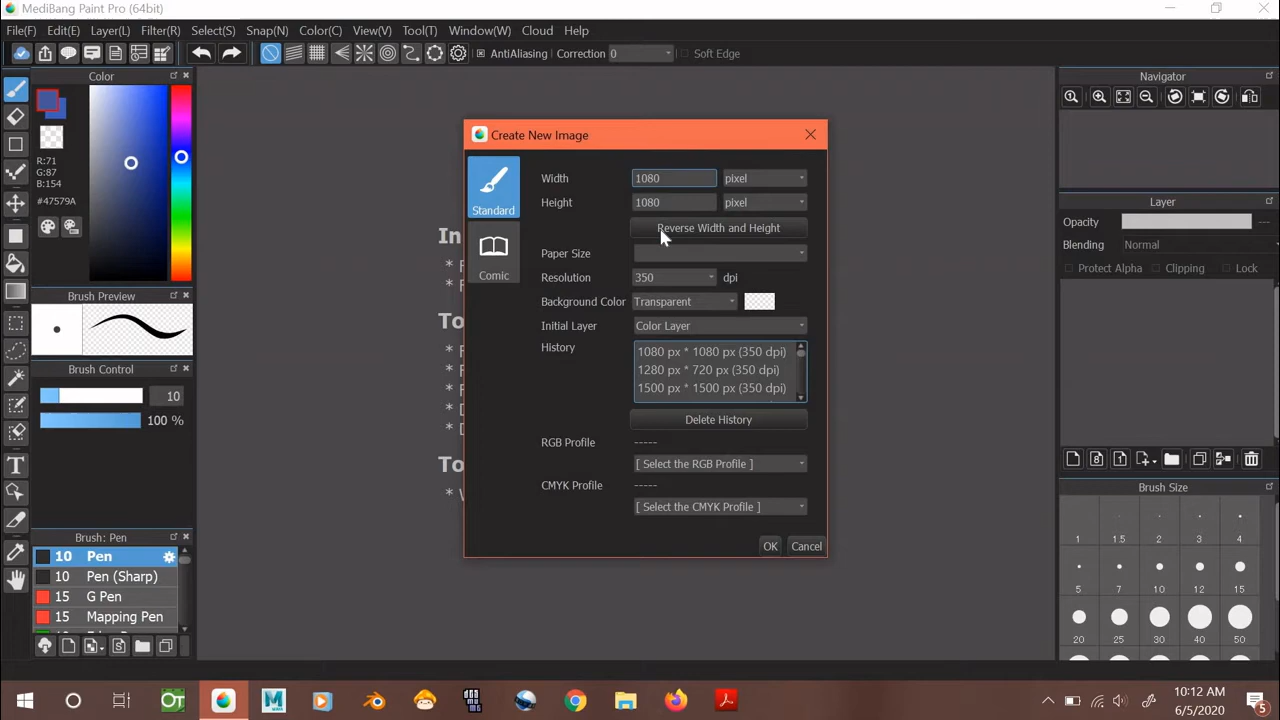 MediBang Paint Pro (64bit)
File(F) Edit(E) Layer(L) Filter(R) Select(S) Snap(N) Color(C) View(V) Tool(T) Window(W) Cloud Help
AntiAliasing Correction 0 Soft Edge
Color
R:71
G:87
B:154
#47579A
Brush Preview
Brush Control
10
100 %
Brush: Pen
10 Pen
10 Pen (Sharp)
15 G Pen
15 Mapping Pen
In
*
*
To
*
*
*
*
*
To
*
Create New Image
Standard
Comic
Width 1080 pixel
Height 1080 pixel
Reverse Width and Height
Paper Size
Resolution 350 dpi
Background Color Transparent
Initial Layer Color Layer
History
1080 px * 1080 px (350 dpi)
1280 px * 720 px (350 dpi)
1500 px * 1500 px (350 dpi)
Delete History
RGB Profile -----
[ Select the RGB Profile ]
CMYK Profile -----
[ Select the CMYK Profile ]
OK Cancel
Navigator
Layer
Opacity
Blending Normal
Protect Alpha Clipping Lock
Brush Size
1 1.5 2 3 4
5 7 10 12 15
20 25 30 40 50
10:12 AM
6/5/2020
5